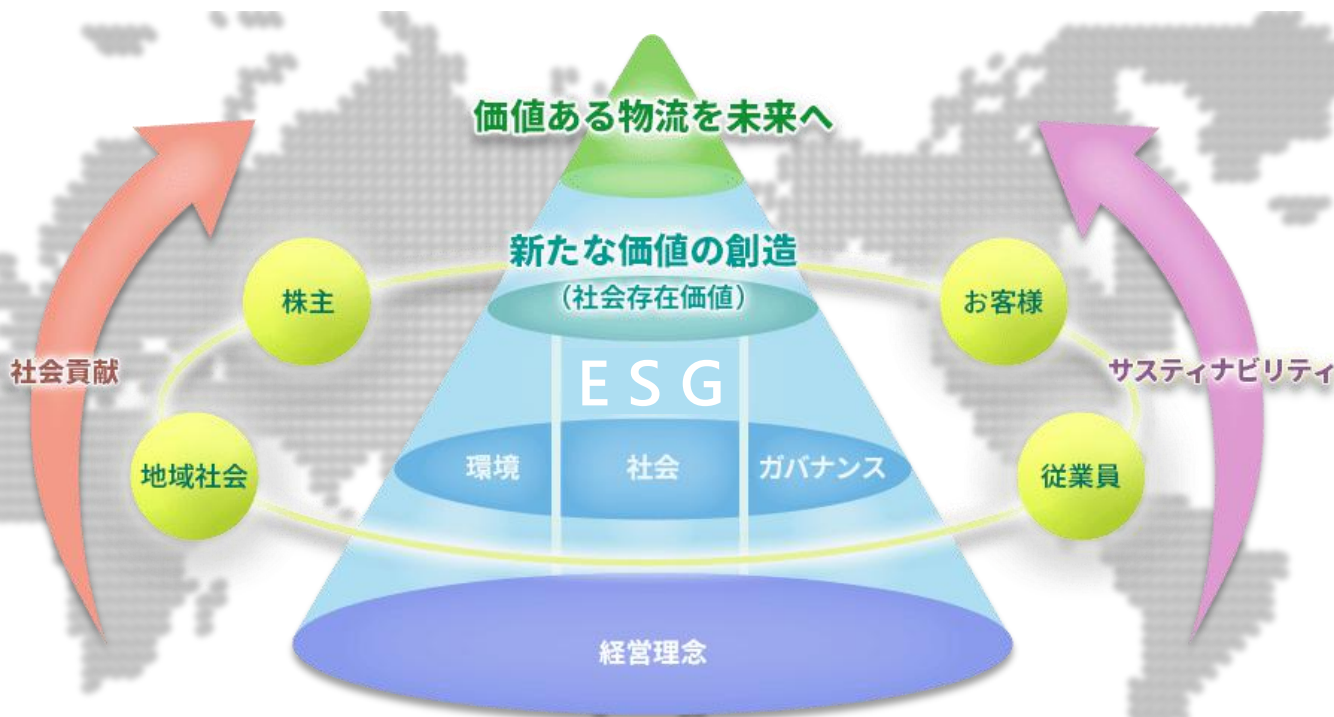 価値ある物流を未来へ
新たな価値の創造
（社会存在価値）
株主
お客様
社会貢献
サスティナビリティ
ESG
環境
社会
ガバナンス
地域社会
従業員
経営理念